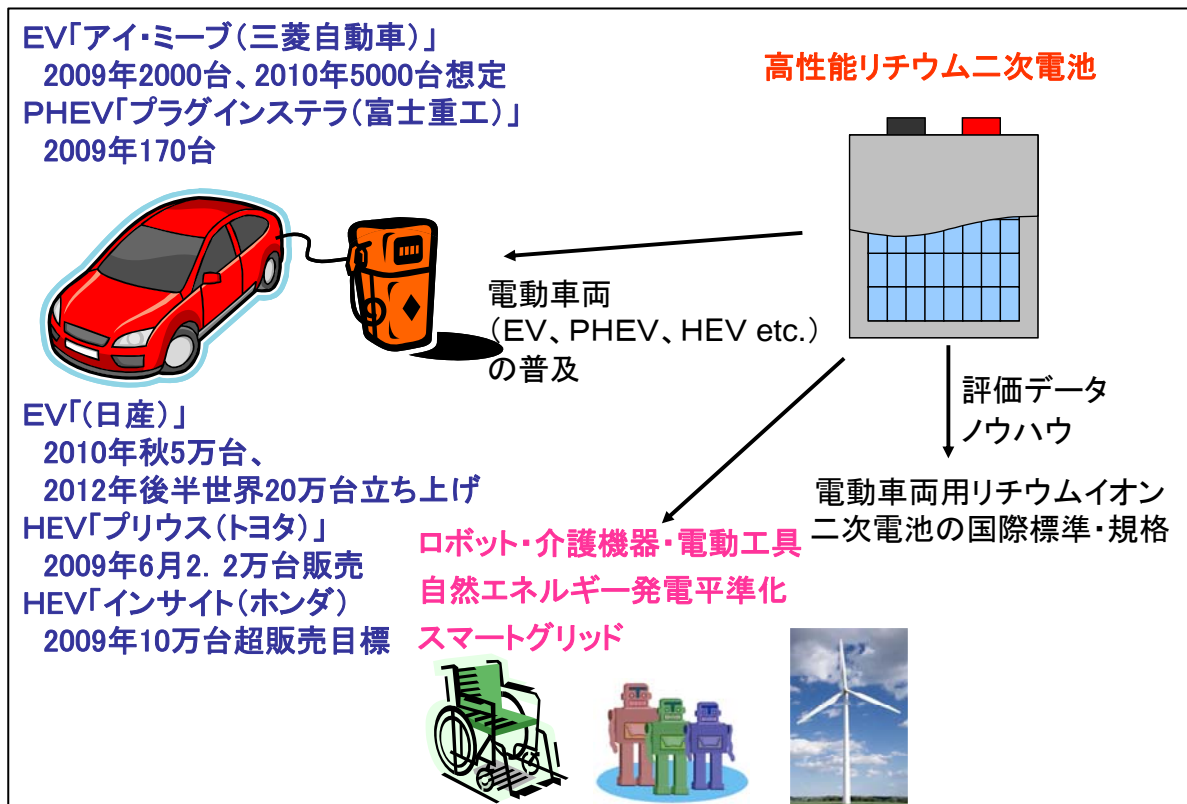 EV「アイ・ミーブ（三菱自動車）」
2009年2000台、2010年5000台想定
PHEV「プラグインステラ（富士重工）」
2009年170台
高性能リチウム二次電池
電動車両
（EV、PHEV、HEV etc.）
の普及
評価データ
ノウハウ
電動車両用リチウムイオン
二次電池の国際標準・規格
EV「（日産）」
2010年秋5万台、
2012年後半世界20万台立ち上げ
HEV「プリウス（トヨタ）」
2009年6月2．2万台販売
HEV「インサイト（ホンダ）
2009年10万台超販売目標
ロボット・介護機器・電動工具
自然エネルギー発電平準化
スマートグリッド